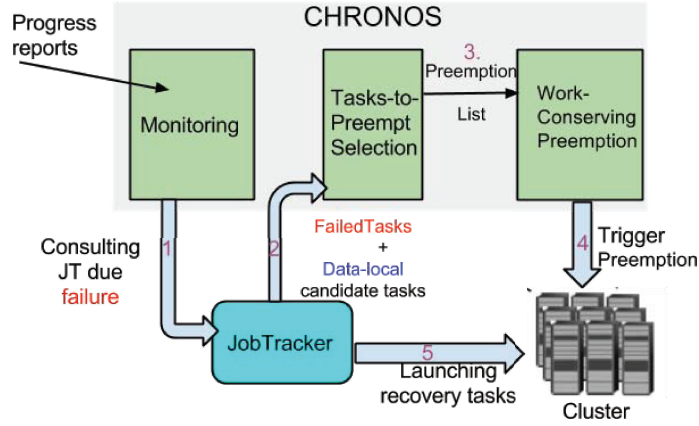 CHRONOS
Progress
reports
Monitoring
Tasks-to-
Preempt
Selection
3.
Preemption
List
Work-
Conserving
Preemption
1
Consulting
JT due
failure
2
FailedTasks
+
Data-local
candidate tasks
4
Trigger
Preemption
JobTracker
5
Launching
recovery tasks
Cluster